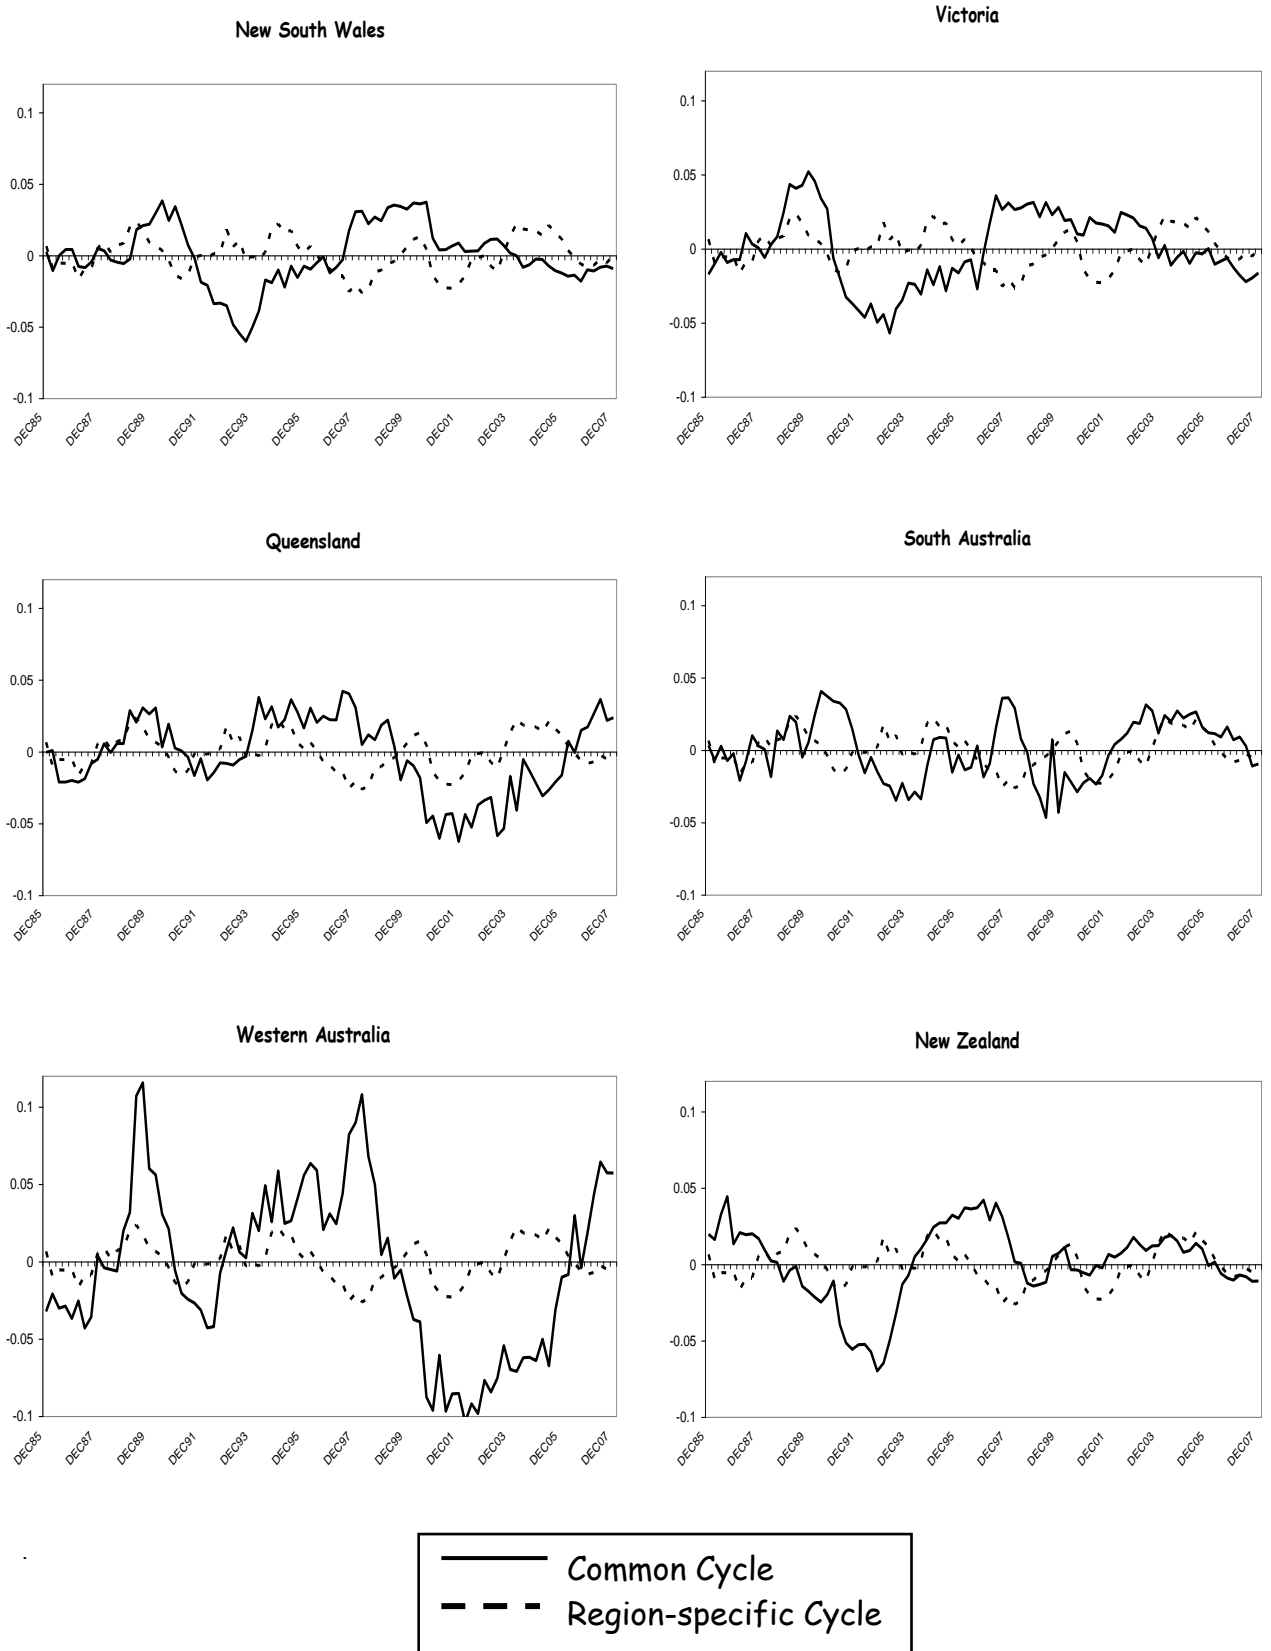 New South Wales
Victoria
0.1
0.05
0
-0.05
-0.1
DEC85
DEC87
DEC89
DEC91
DEC93
DEC95
DEC97
DEC99
DEC01
DEC03
DEC05
DEC07
0.1
0.05
0
-0.05
-0.1
DEC85
DEC87
DEC89
DEC91
DEC93
DEC95
DEC97
DEC99
DEC01
DEC03
DEC05
DEC07
Queensland
South Australia
0.1
0.05
0
-0.05
-0.1
DEC85
DEC87
DEC89
DEC91
DEC93
DEC95
DEC97
DEC99
DEC01
DEC03
DEC05
DEC07
0.1
0.05
0
-0.05
-0.1
DEC85
DEC87
DEC89
DEC91
DEC93
DEC95
DEC97
DEC99
DEC01
DEC03
DEC05
DEC07
Western Australia
New Zealand
0.1
0.05
0
-0.05
-0.1
DEC85
DEC87
DEC89
DEC91
DEC93
DEC95
DEC97
DEC99
DEC01
DEC03
DEC05
DEC07
0.1
0.05
0
-0.05
-0.1
DEC85
DEC87
DEC89
DEC91
DEC93
DEC95
DEC97
DEC99
DEC01
DEC03
DEC05
DEC07
Common Cycle
Region-specific Cycle